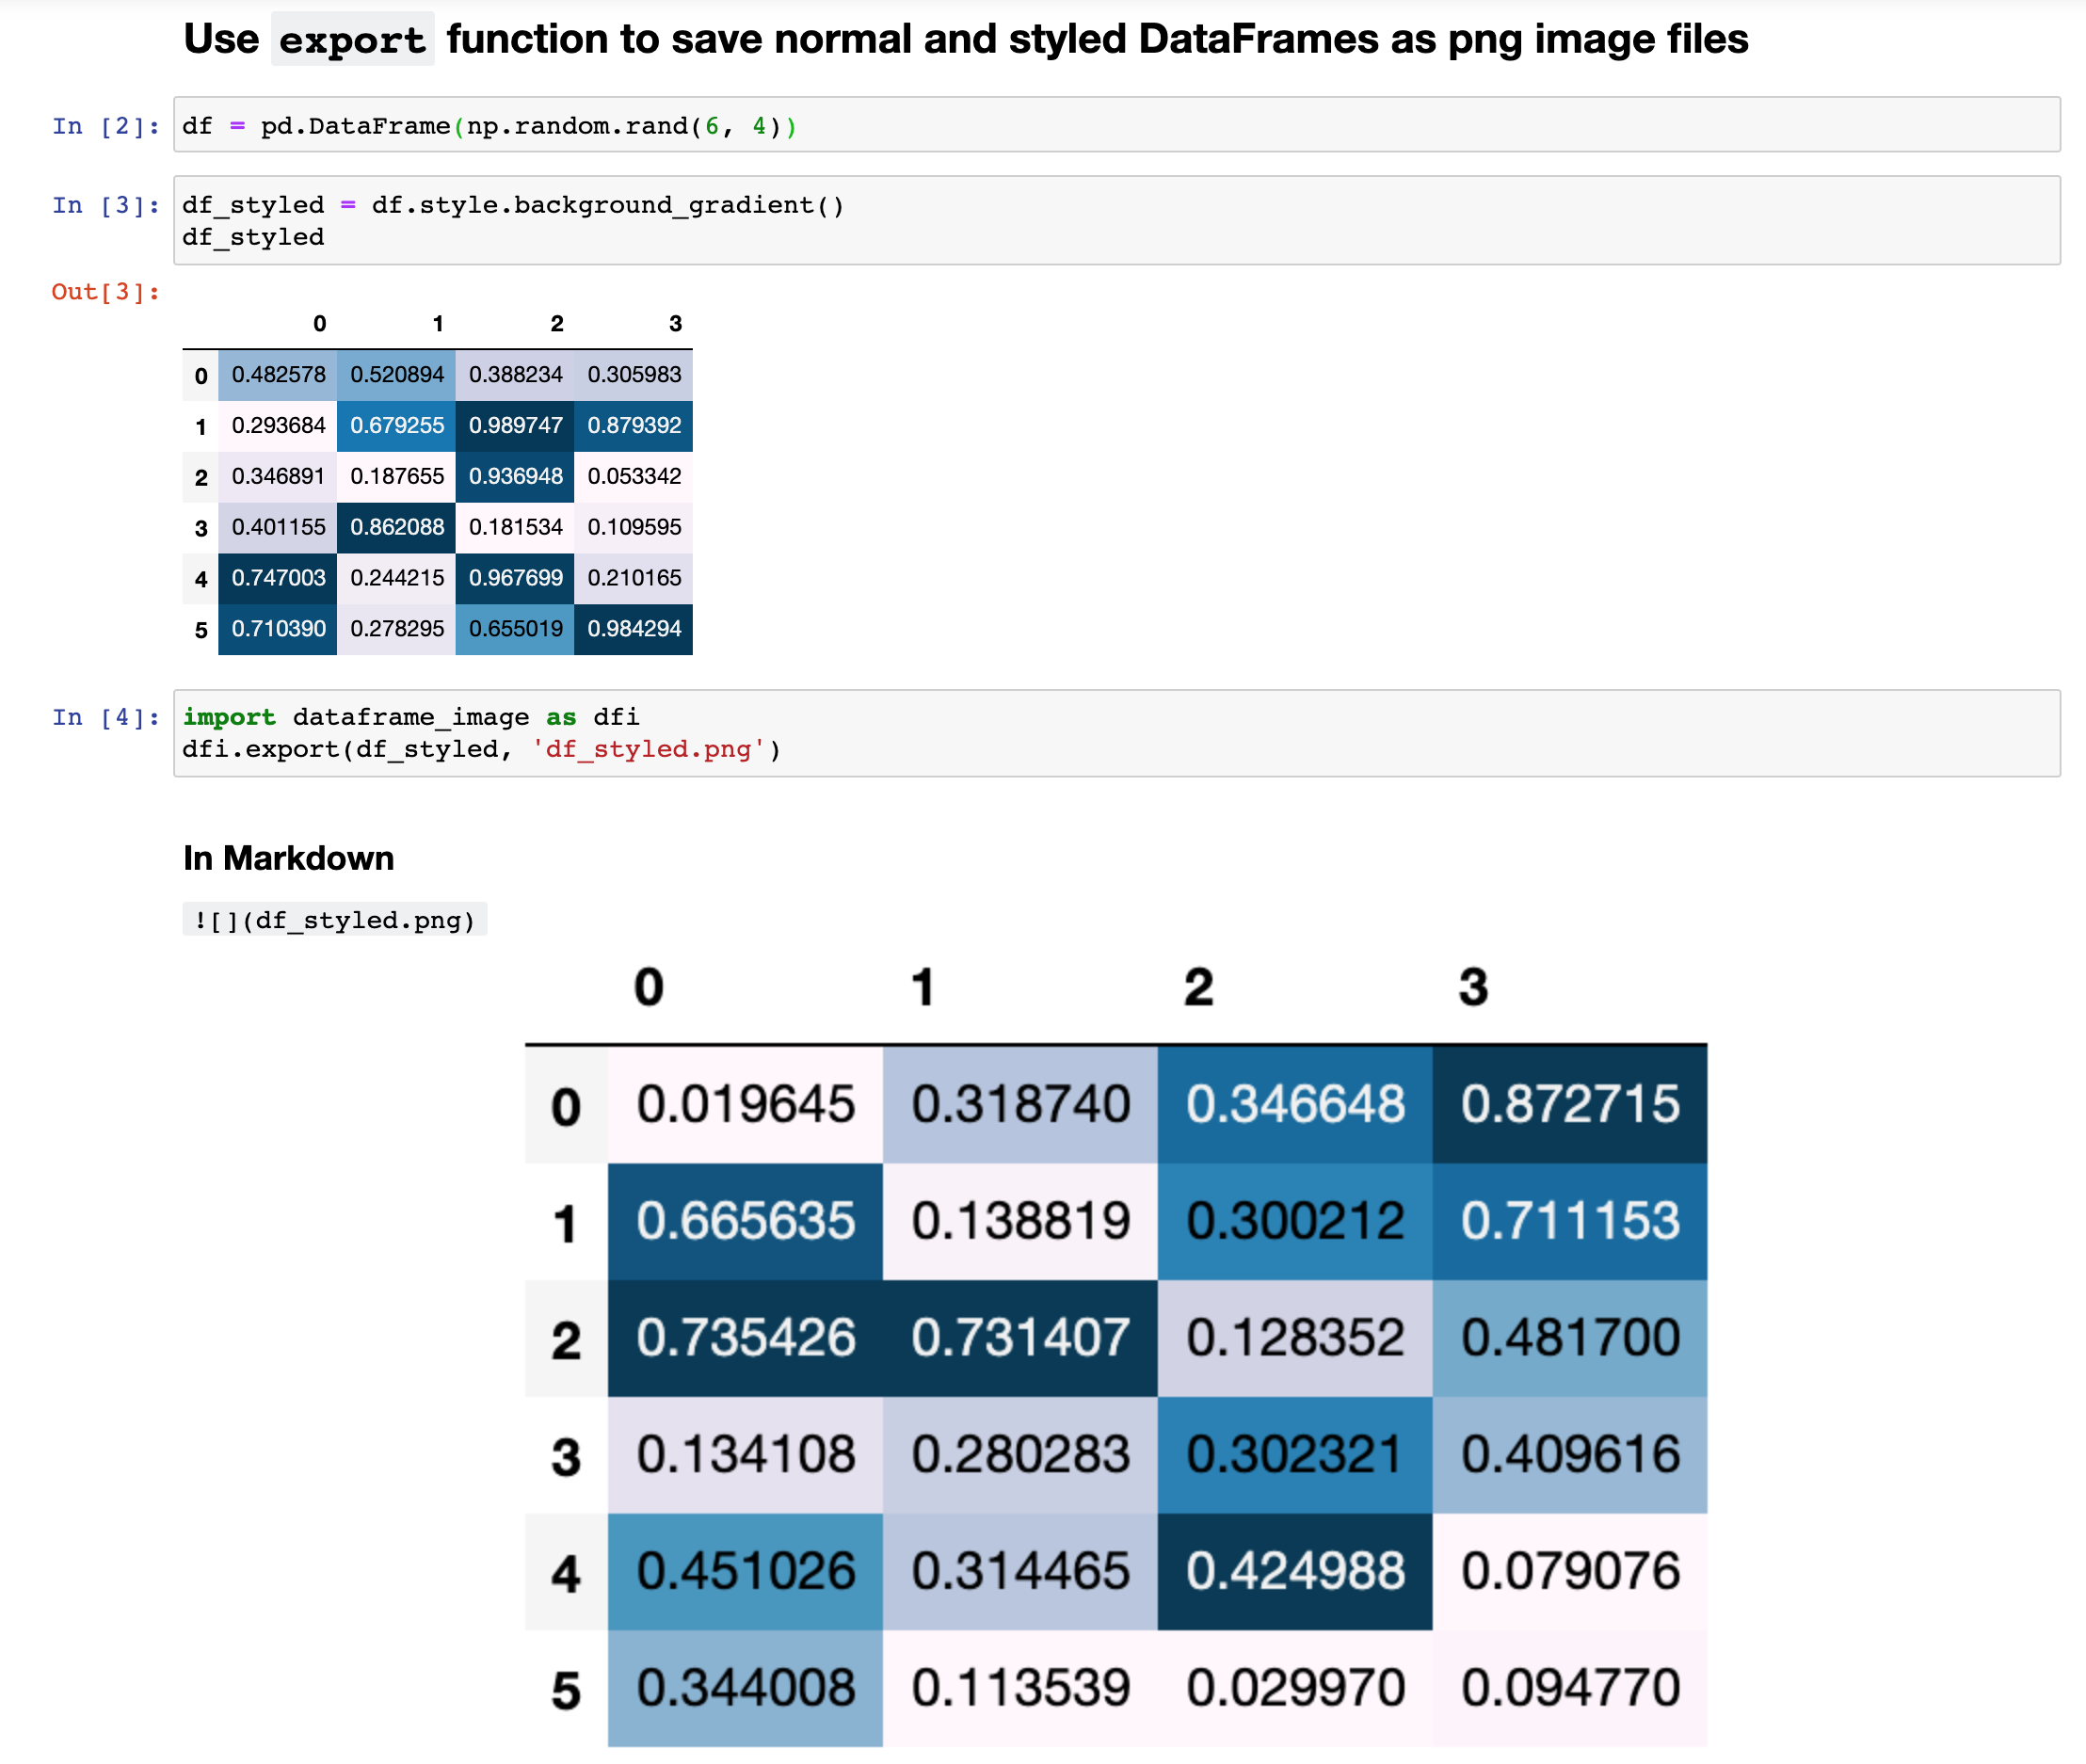 Use export function to save normal and styled DataFrames as png image files
In [2]: df = pd.DataFrame(np.random.rand(6, 4))
In [3]: df_styled = df.style.background_gradient()
df_styled
Out[3]:
0 1 2 3
0 0.482578 0.520894 0.388234 0.305983
1 0.293684 0.679255 0.989747 0.879392
2 0.346891 0.187655 0.936948 0.053342
3 0.401155 0.862088 0.181534 0.109595
4 0.747003 0.244215 0.967699 0.210165
5 0.710390 0.278295 0.655019 0.984294
In [4]: import dataframe_image as dfi
dfi.export(df_styled, 'df_styled.png')
In Markdown
![](df_styled.png)
0 1 2 3
0 0.019645 0.318740 0.346648 0.872715
1 0.665635 0.138819 0.300212 0.711153
2 0.735426 0.731407 0.128352 0.481700
3 0.134108 0.280283 0.302321 0.409616
4 0.451026 0.314465 0.424988 0.079076
5 0.344008 0.113539 0.029970 0.094770